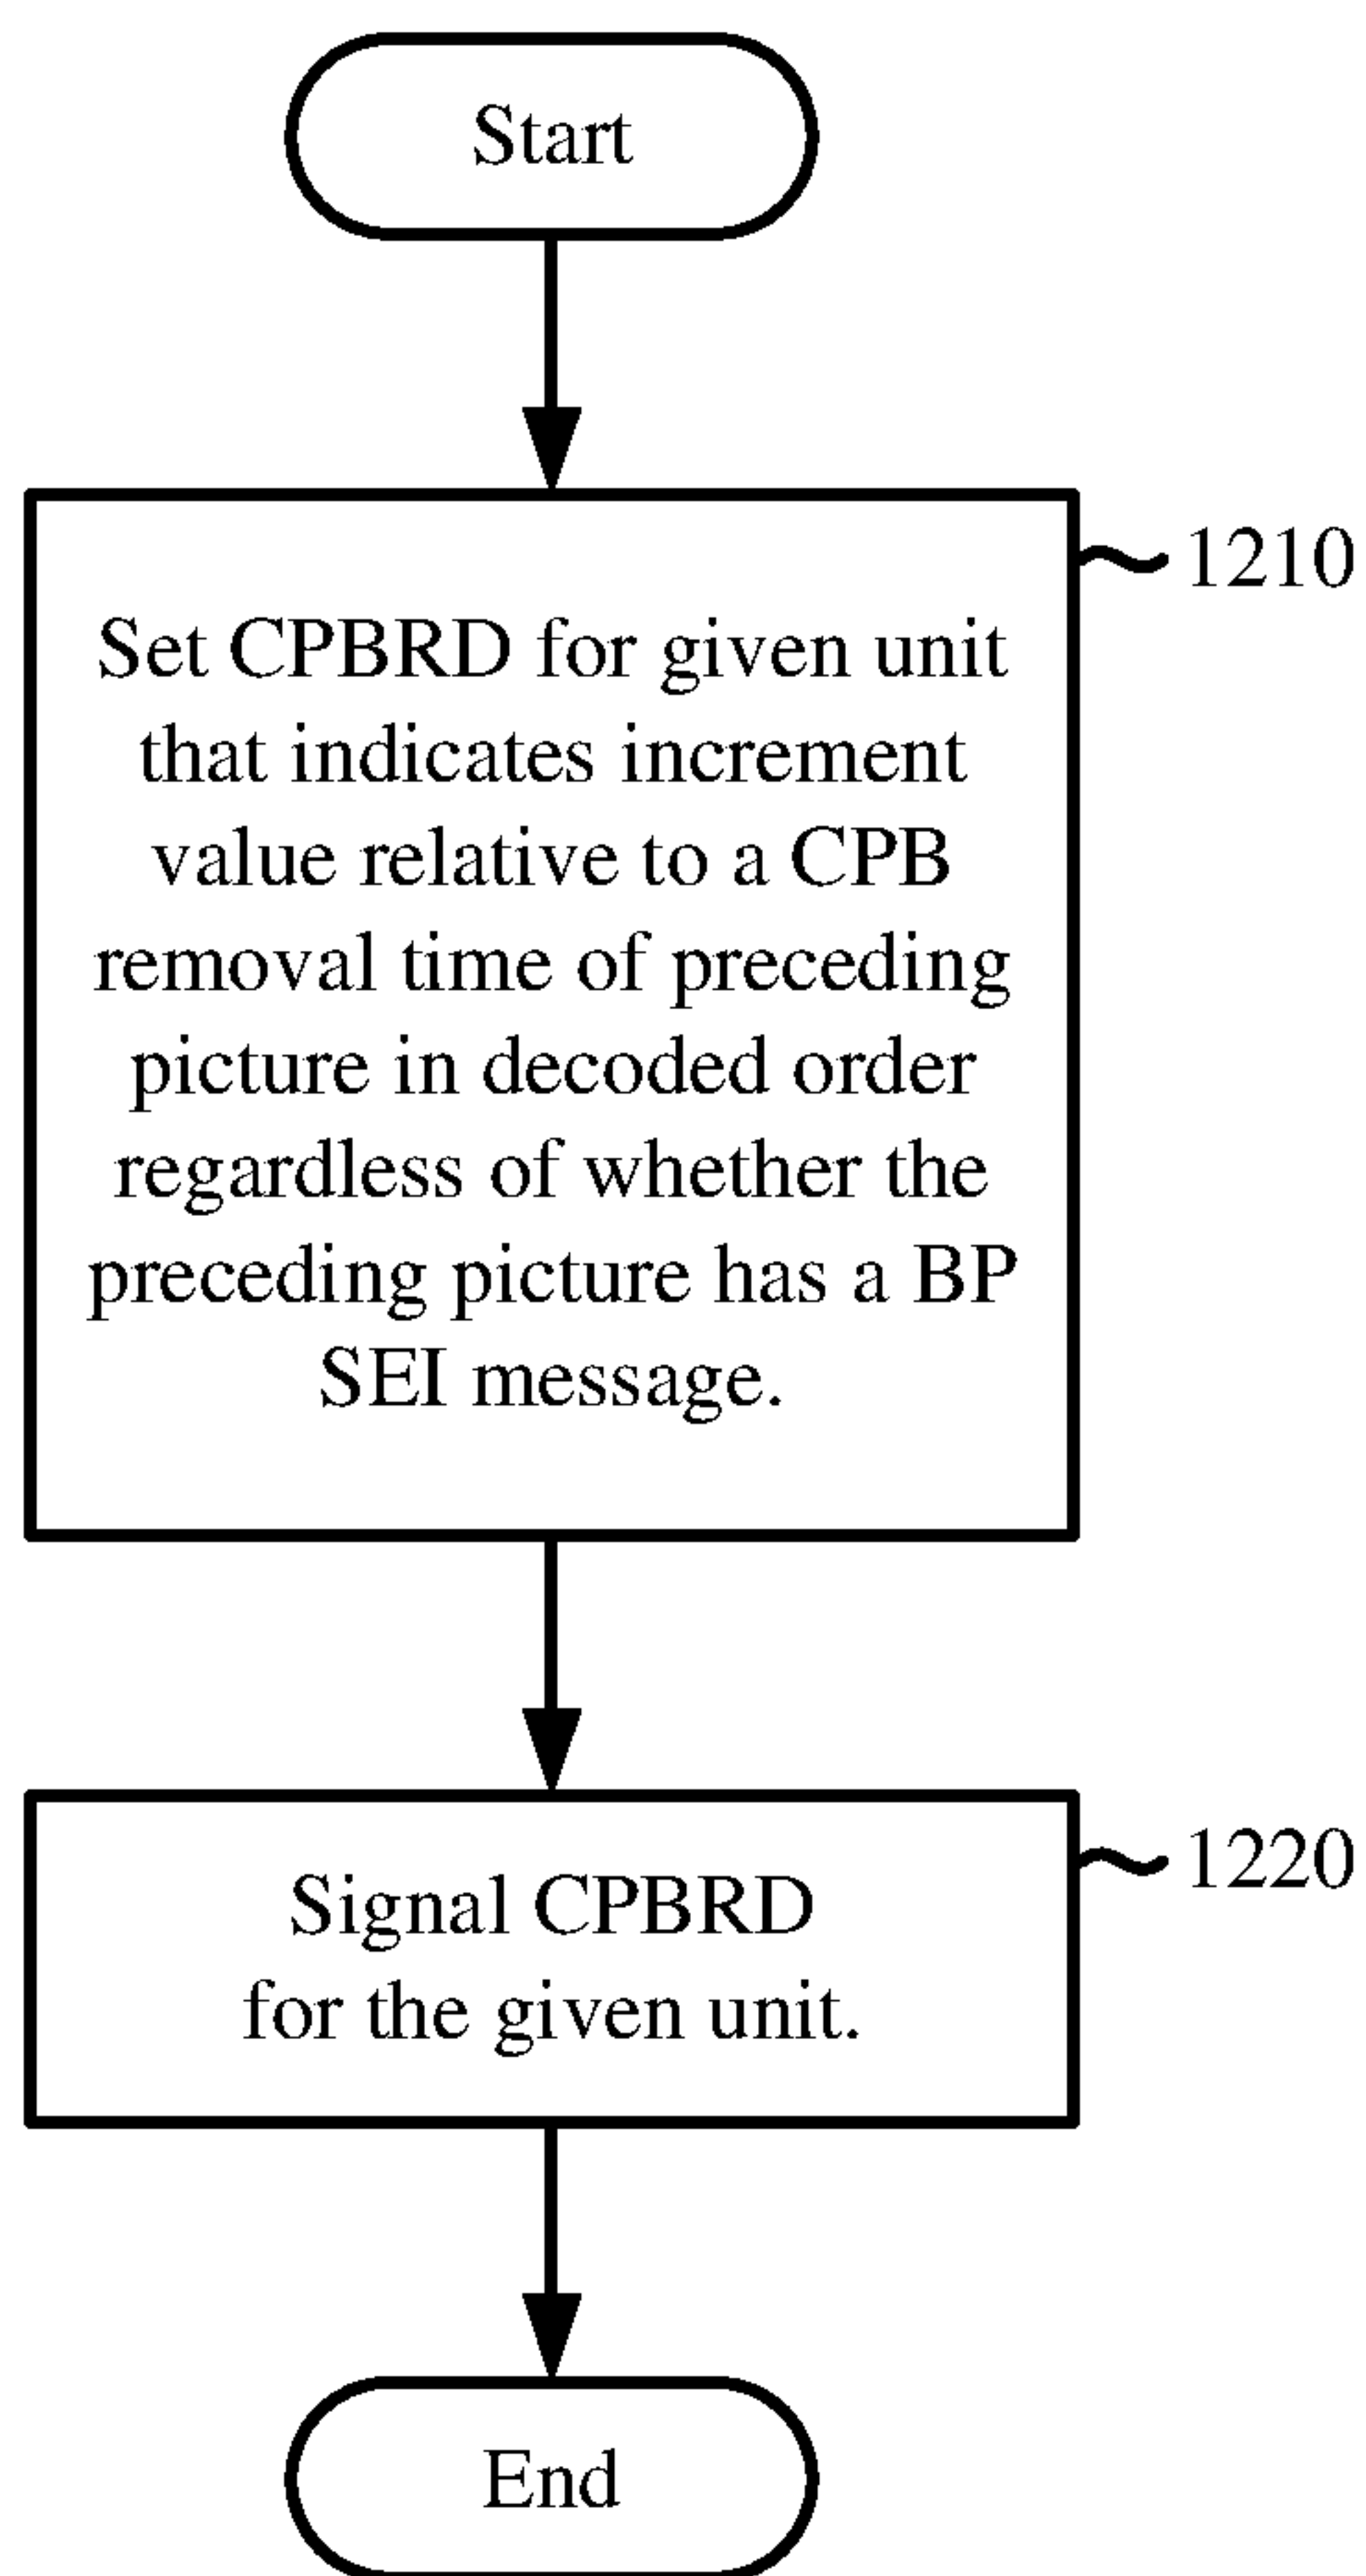 Start
1210
Set CPBRD for given unit
that indicates increment
value relative to a CPB
removal time of preceding
picture in decoded order
regardless of whether the
preceding picture has a BP
SEI message.
1220
Signal CPBRD
for the given unit.
End